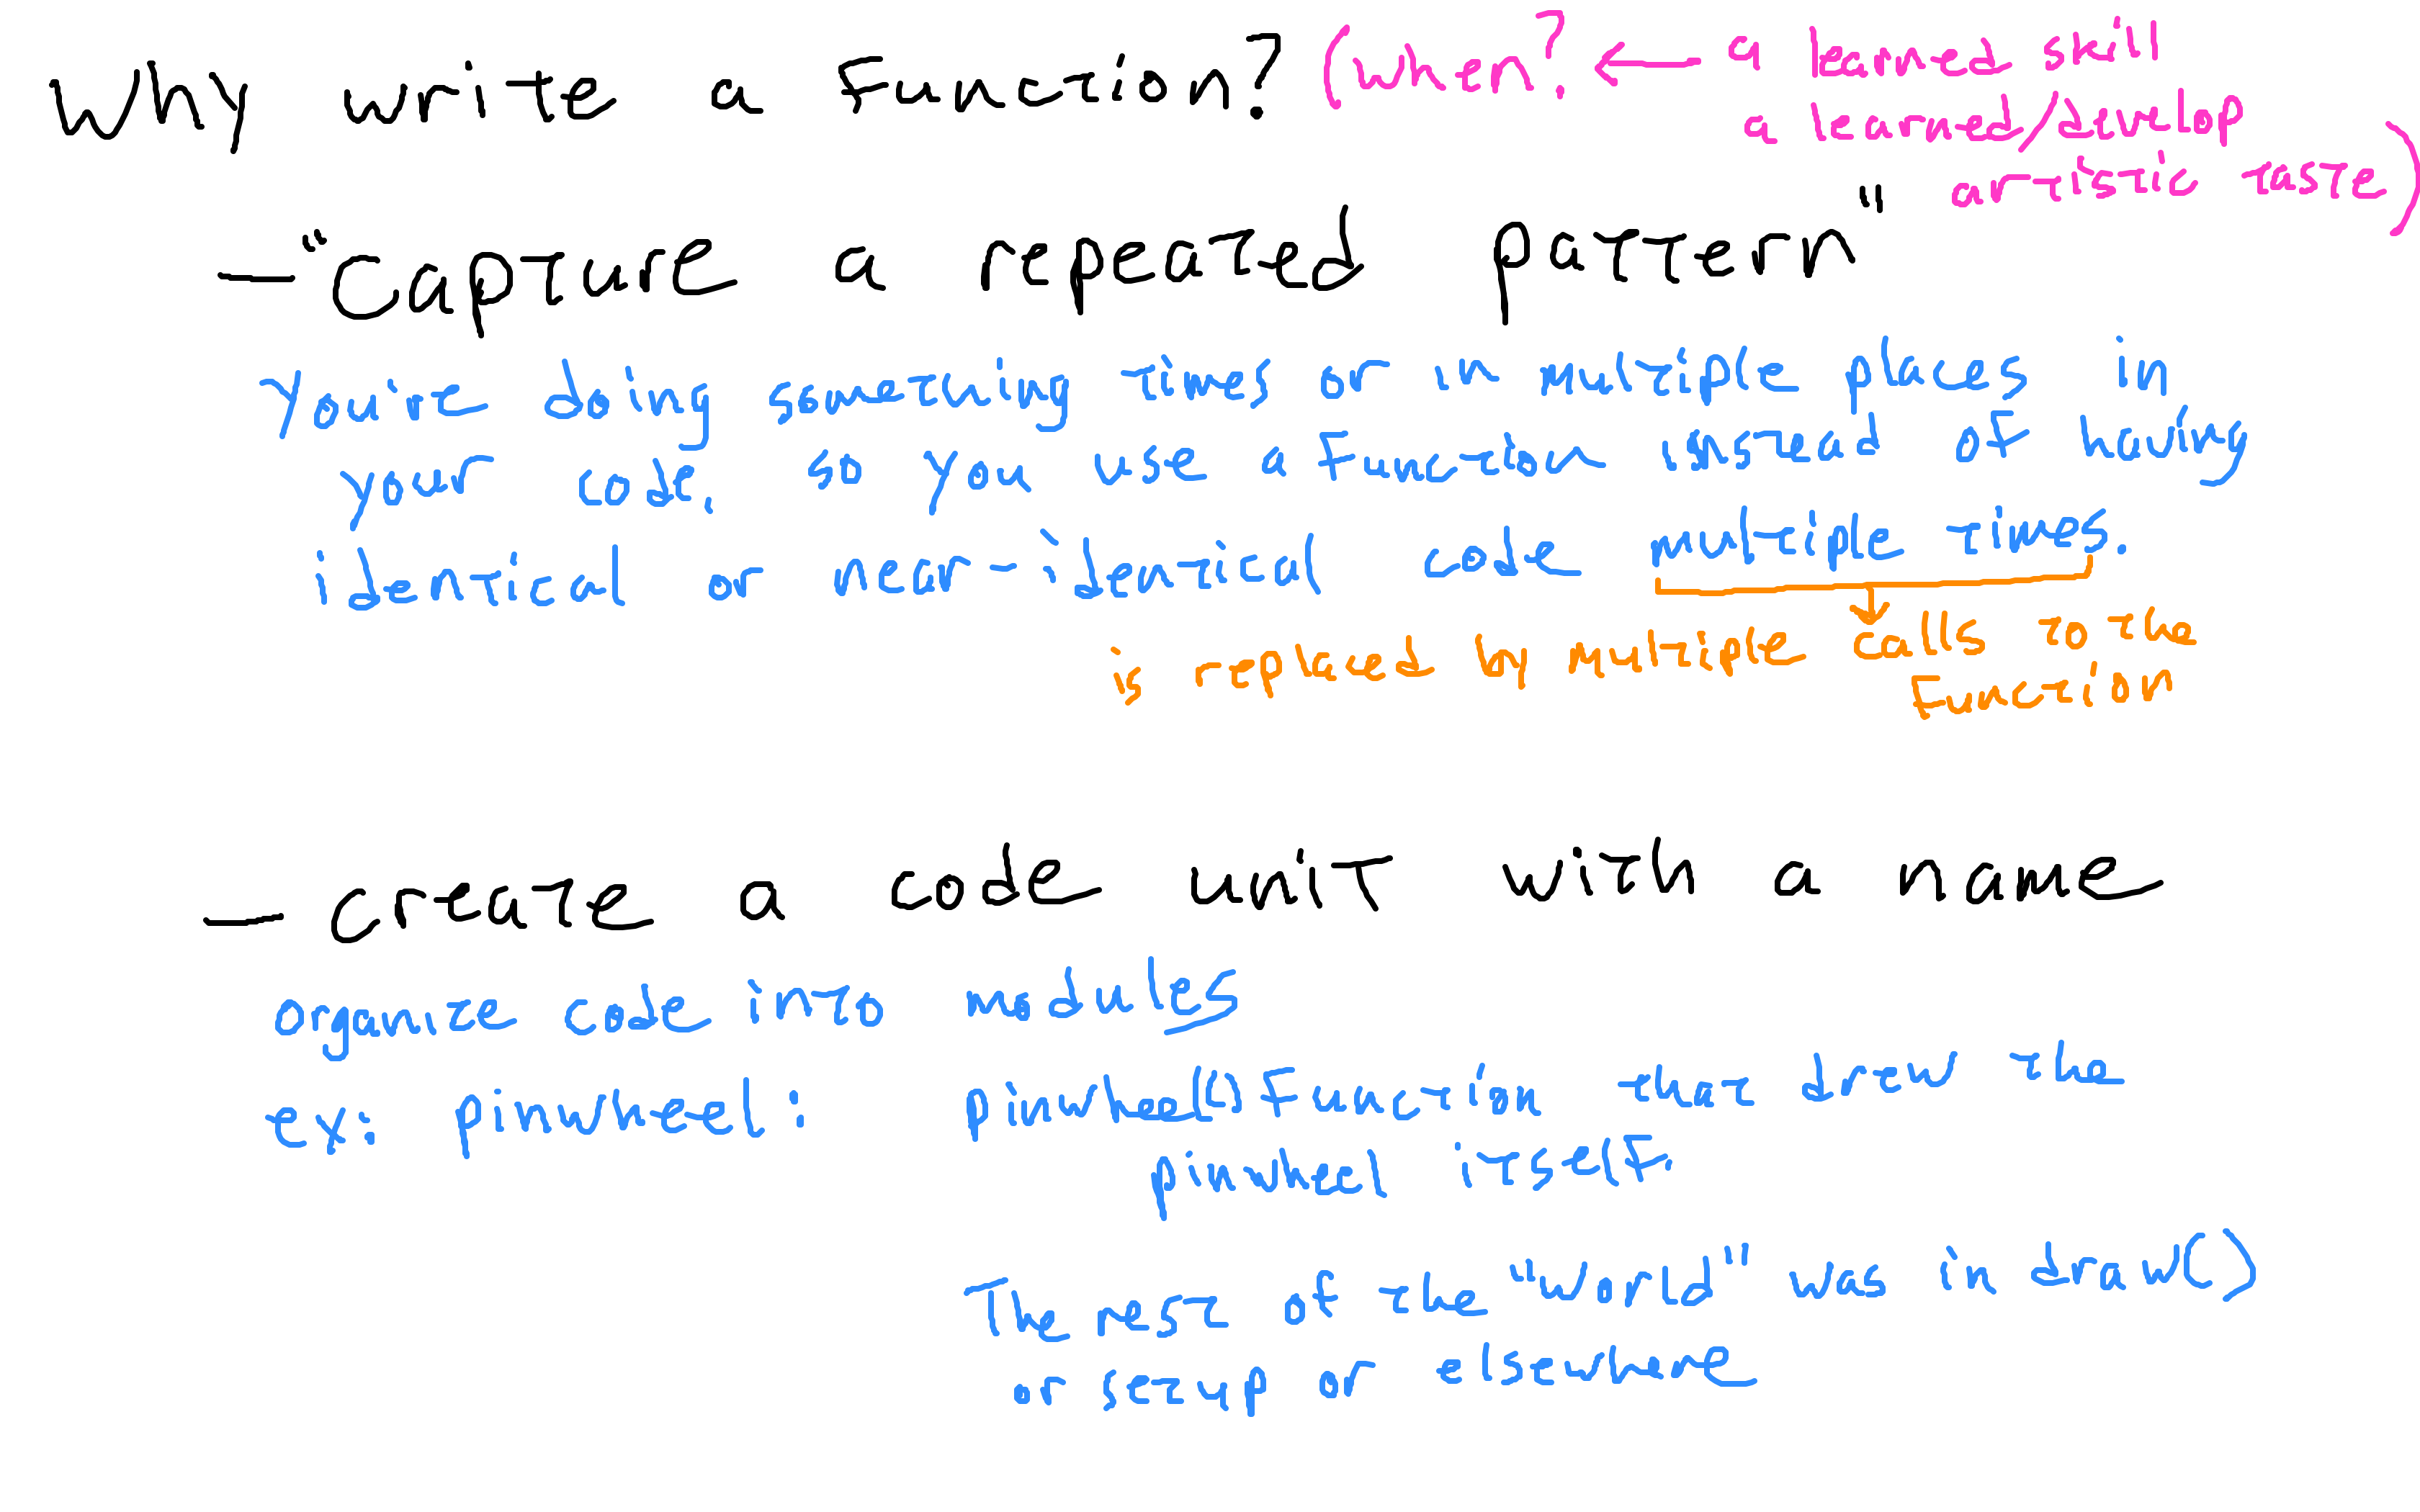 Why write a function? (when? ← a learned skill
a learned/develop
artistic taste)
— "capture a repeated pattern"
You're doing something times or in multiple places in
your code, so you use a function instead of having
identical or near-identical code multiple times.
is replaced by multiple calls to the
function
— create a code unit with a name
organize code into modules
ex: pinwheel: pinwheel() function that drew the
pinwheel itself.
The rest of the "world" was in draw()
or setup or elsewhere